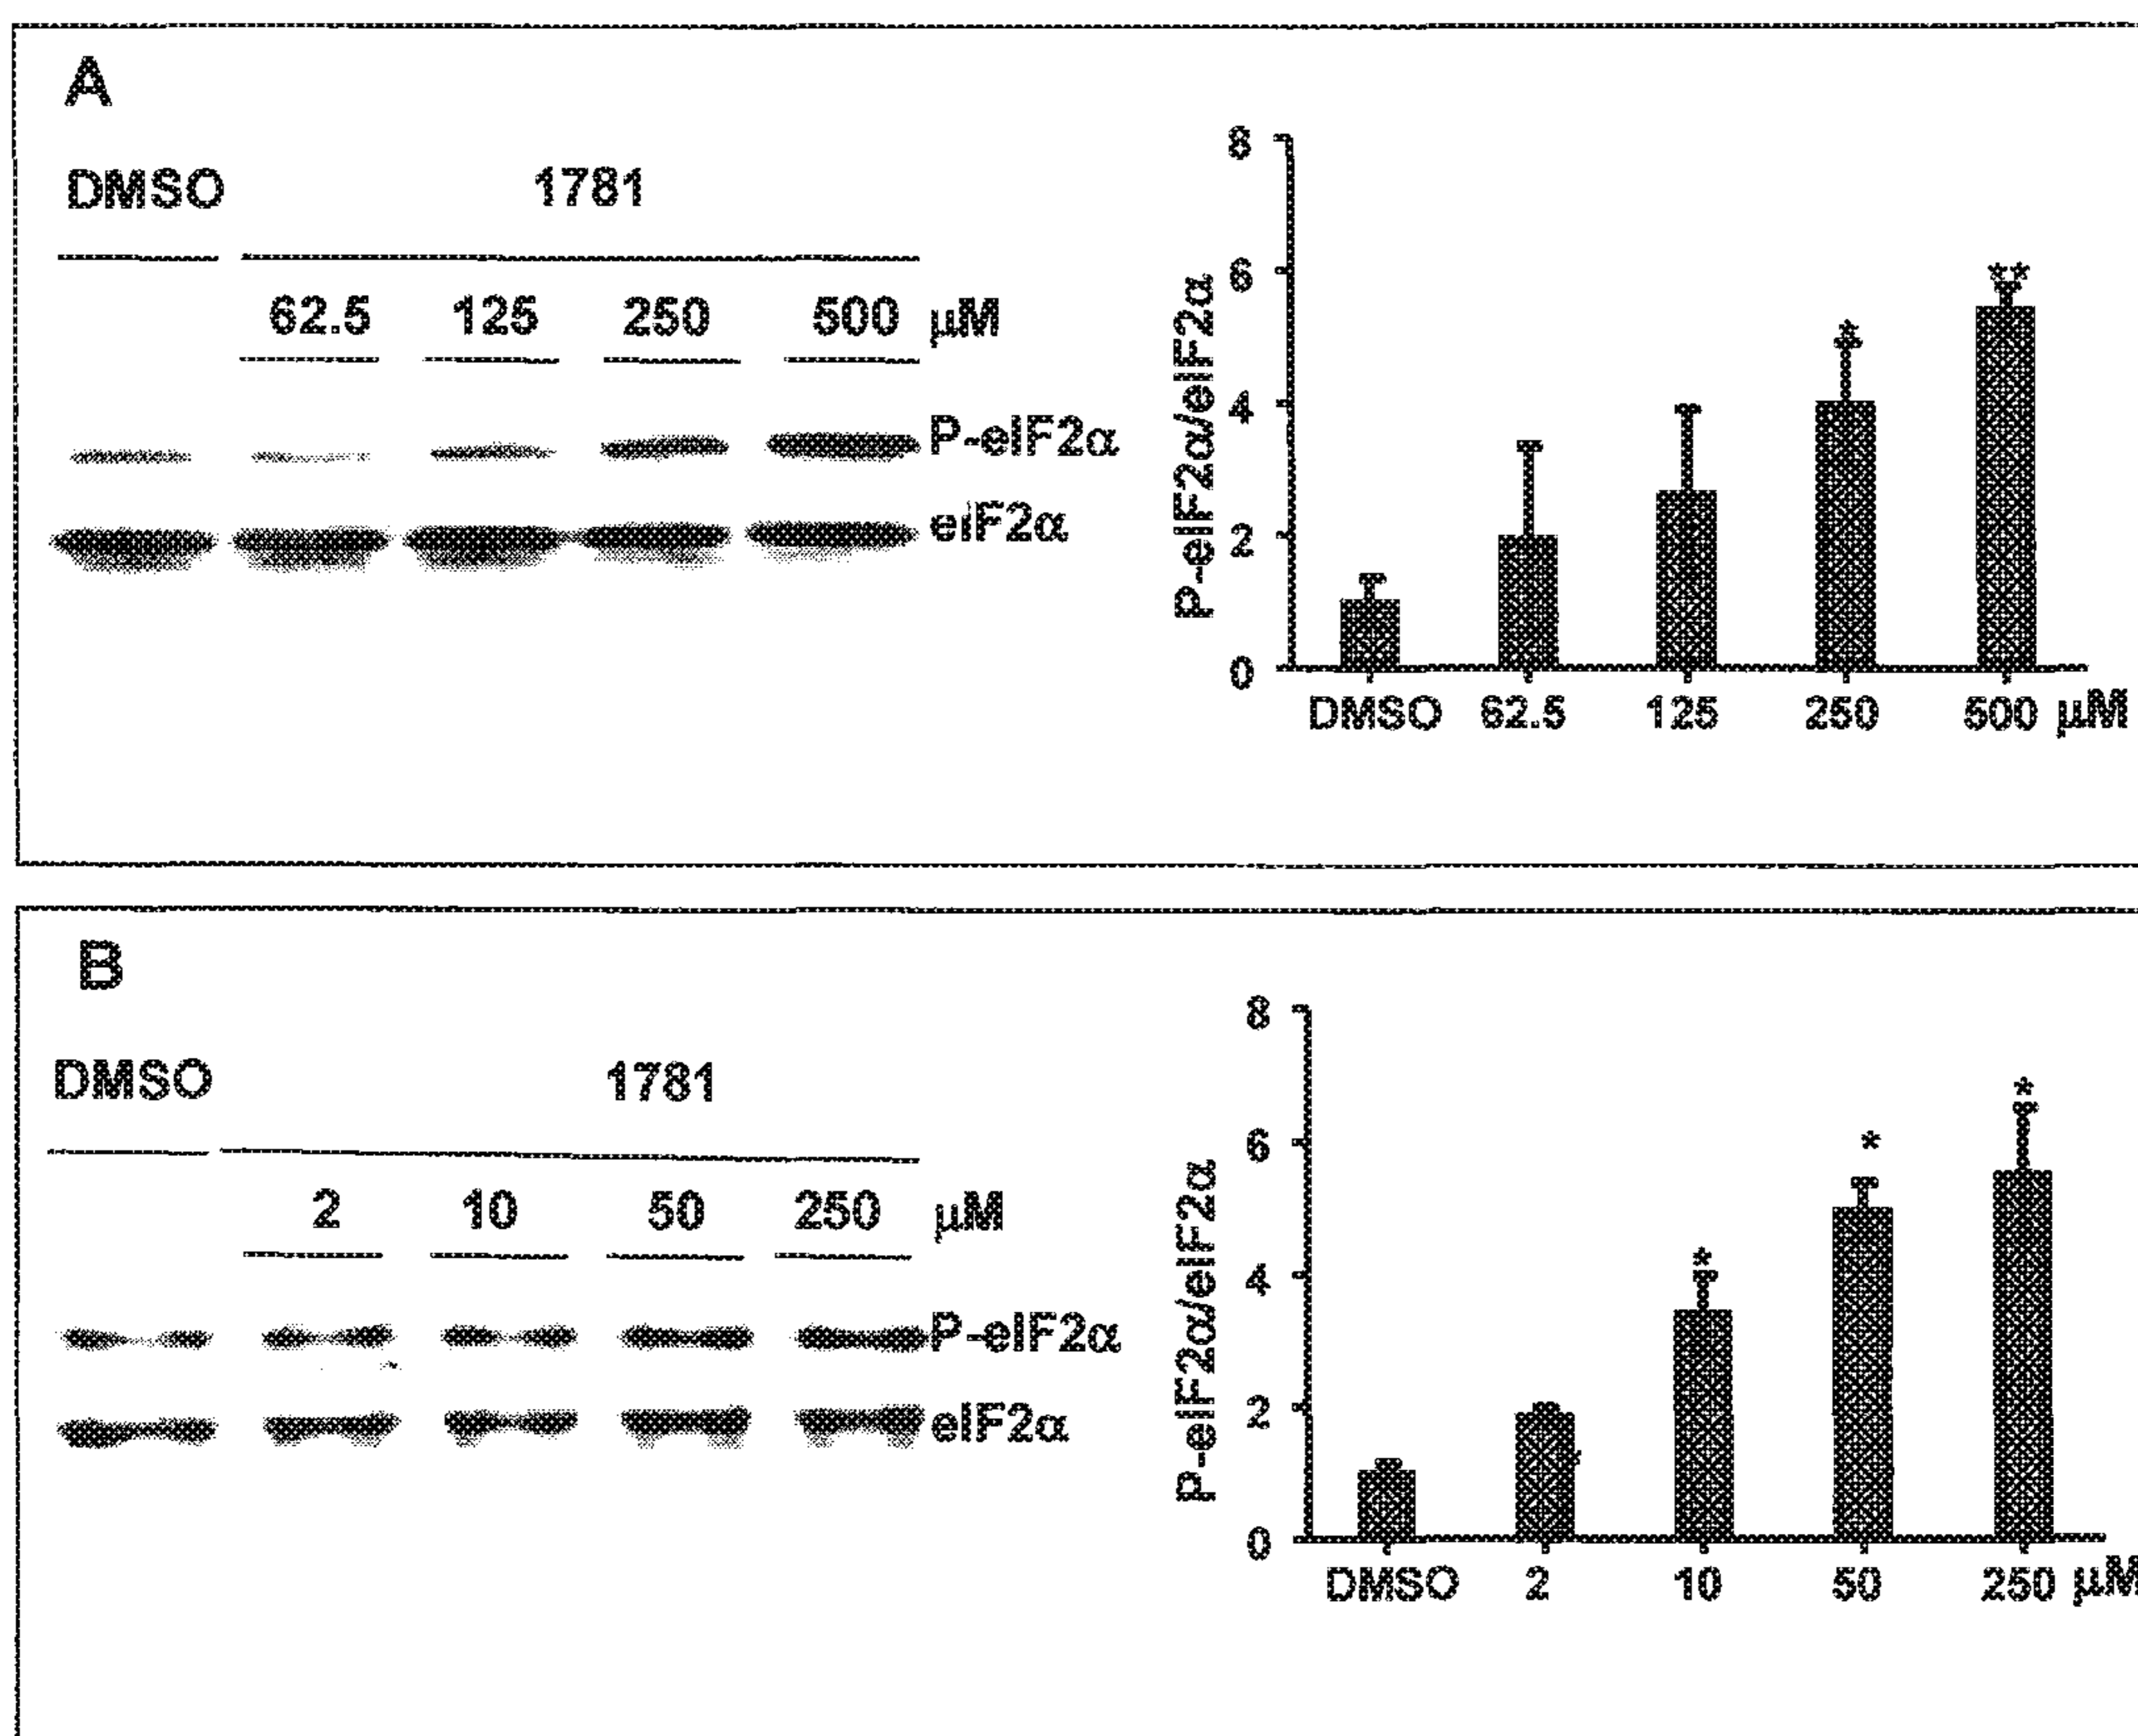 A
DMSO 1781
62.5 125 250 500 μM
P-eIF2α
eIF2α
P-eIF2α/eIF2α
8
6
4
2
0
**
*
DMSO 62.5 125 250 500 μM
B
DMSO 1781
2 10 50 250 μM
P-eIF2α
eIF2α
P-eIF2α/eIF2α
8
6
4
2
0
*
*
*
DMSO 2 10 50 250 μM